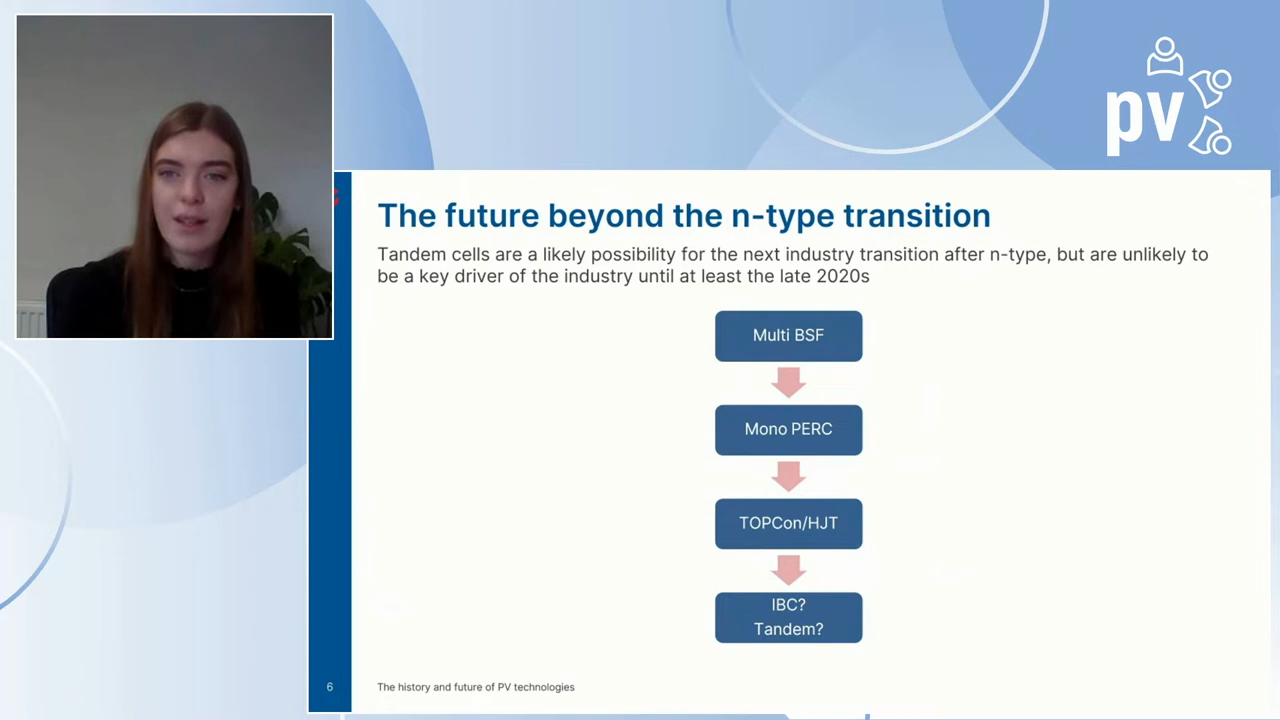 pv
The future beyond the n-type transition
Tandem cells are a likely possibility for the next industry transition after n-type, but are unlikely to
be a key driver of the industry until at least the late 2020s
Multi BSF
Mono PERC
TOPCon/HJT
IBC?
Tandem?
6
The history and future of PV technologies